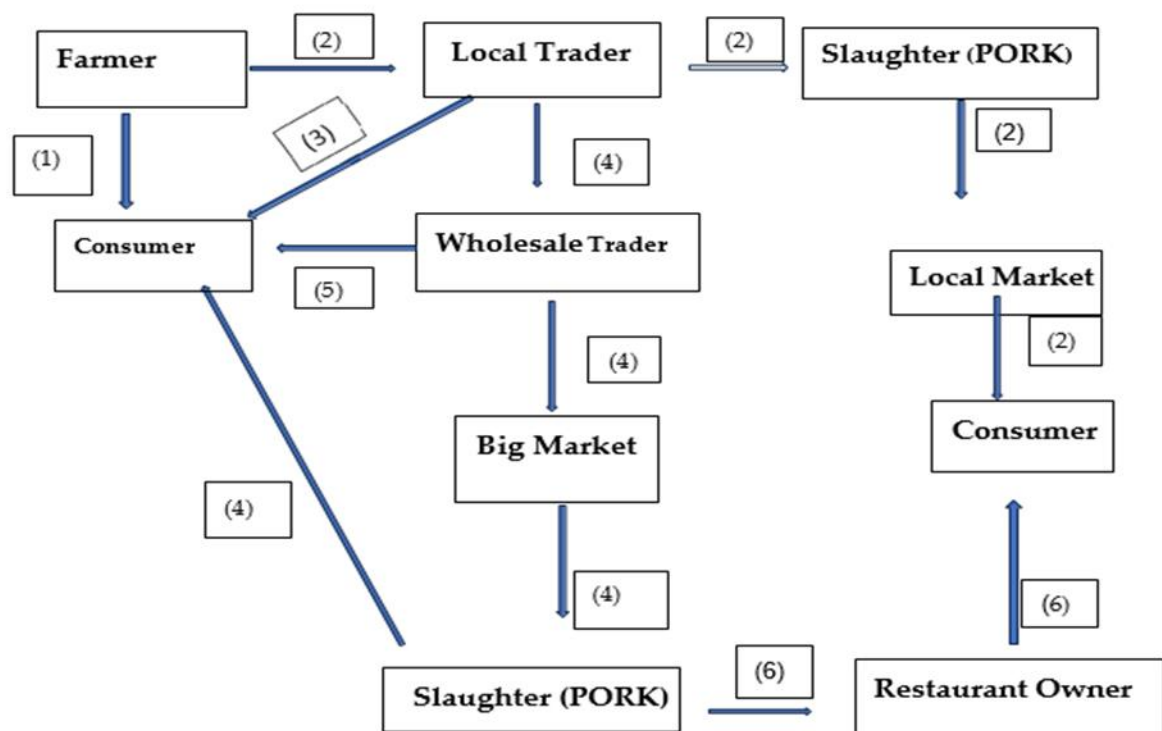 Farmer
(2)
Local Trader
(2)
Slaughter (PORK)
(1)
(3)
(4)
(2)
Consumer
Wholesale Trader
Local Market
(5)
(4)
(2)
Big Market
Consumer
(4)
(4)
(6)
Slaughter (PORK)
(6)
Restaurant Owner